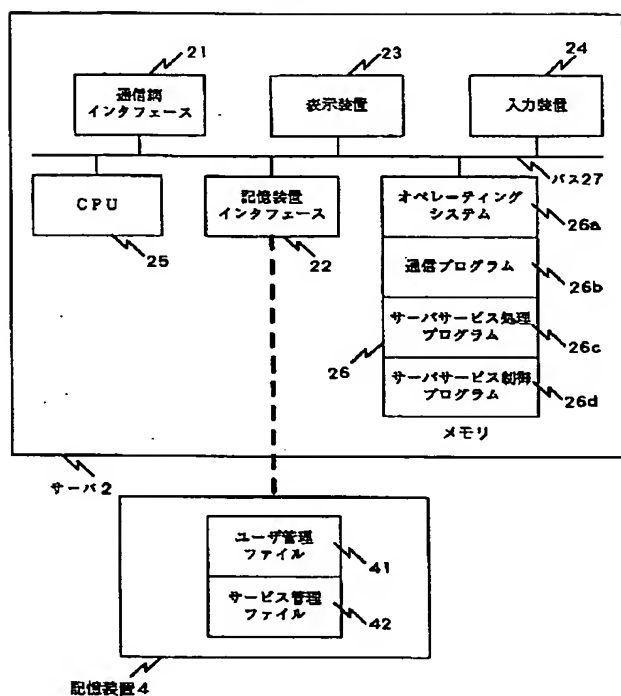 21
23
24
通信網
インタフェース
表示装置
入力装置
バス27
CPU
記憶装置
インタフェース
オペレーティング
システム
26a
25
22
通信プログラム
26b
サーバサービス処理
プログラム
26
26c
サーバサービス制御
プログラム
26d
メモリ
サーバ2
ユーザ管理
ファイル
41
サービス管理
ファイル
42
記憶装置4